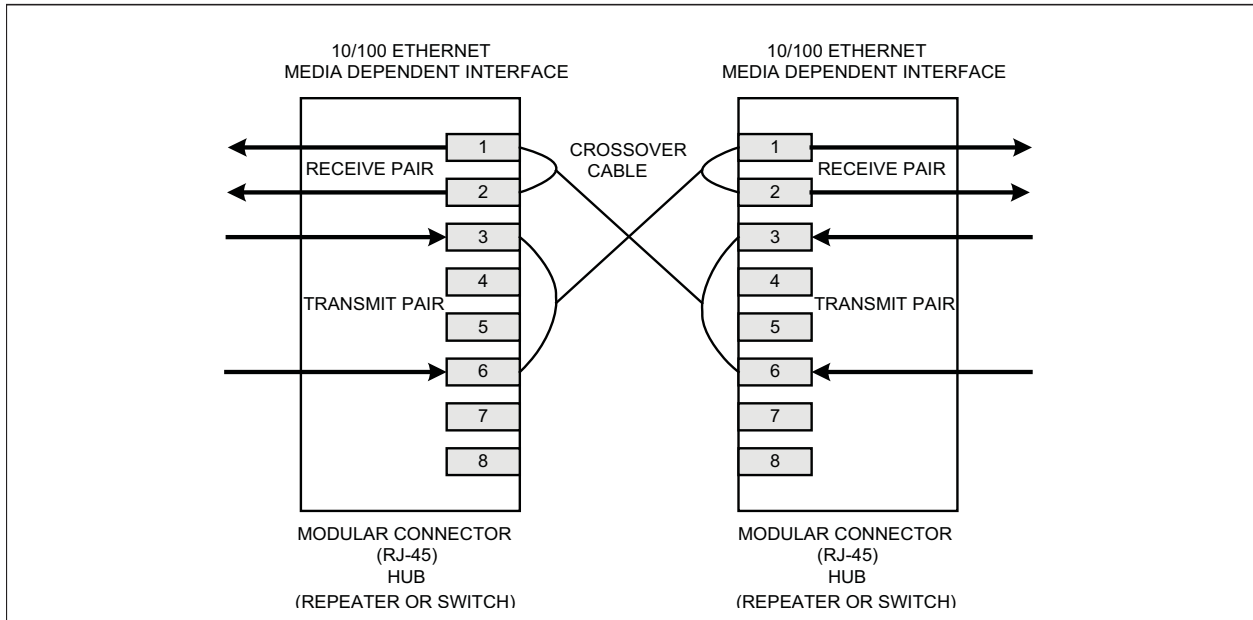 10/100 ETHERNET
MEDIA DEPENDENT INTERFACE
10/100 ETHERNET
MEDIA DEPENDENT INTERFACE
1
RECEIVE PAIR
2
3
4
TRANSMIT PAIR
5
6
7
8
CROSSOVER
CABLE
1
RECEIVE PAIR
2
3
4
TRANSMIT PAIR
5
6
7
8
MODULAR CONNECTOR
(RJ-45)
HUB
(REPEATER OR SWITCH)
MODULAR CONNECTOR
(RJ-45)
HUB
(REPEATER OR SWITCH)